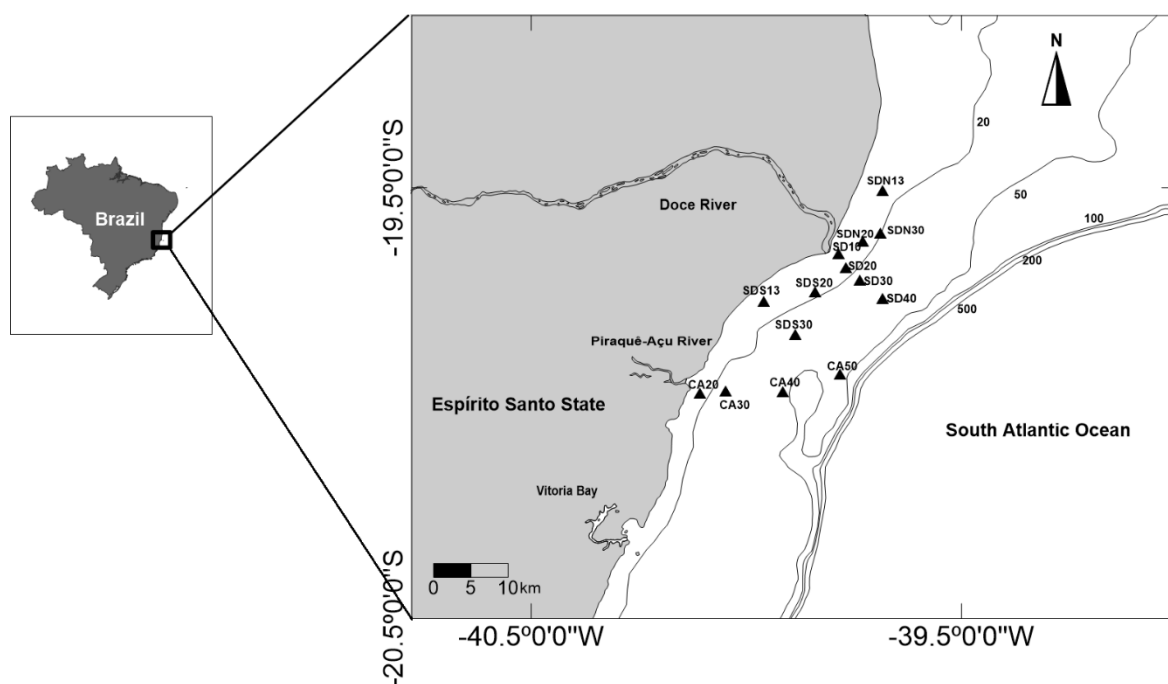 N
20
-19.5º0'0''S
SDN13
50
Doce River
Brazil
SDN20
SDN30
100
SD10
200
SD20
SD30
SDS13
SDS20
SD40
500
SDS30
Piraquê-Açu River
CA50
CA20
CA40
CA30
Espírito Santo State
South Atlantic Ocean
Vitoria Bay
0 5 10 km
-20.5º0'0''S
-40.5º0'0''W
-39.5º0'0''W